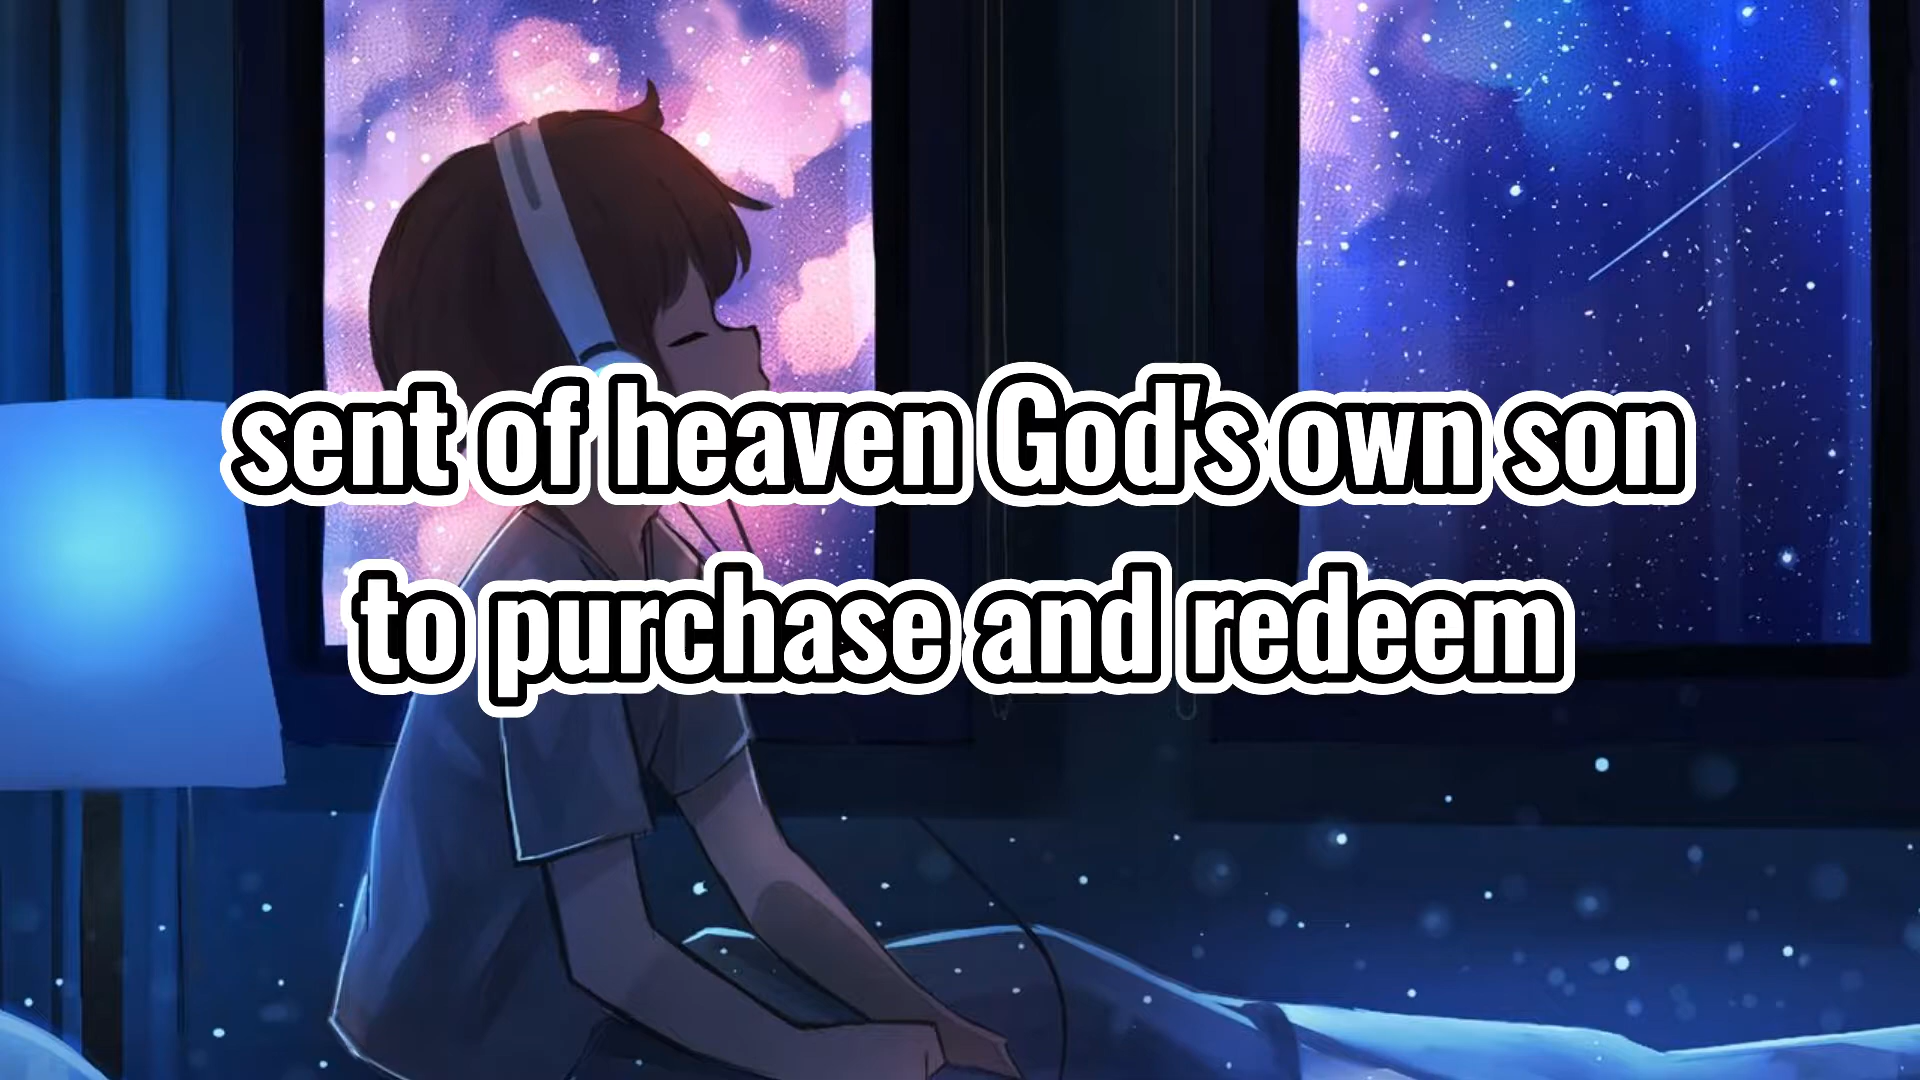 sent of heaven God's own son
to purchase and redeem